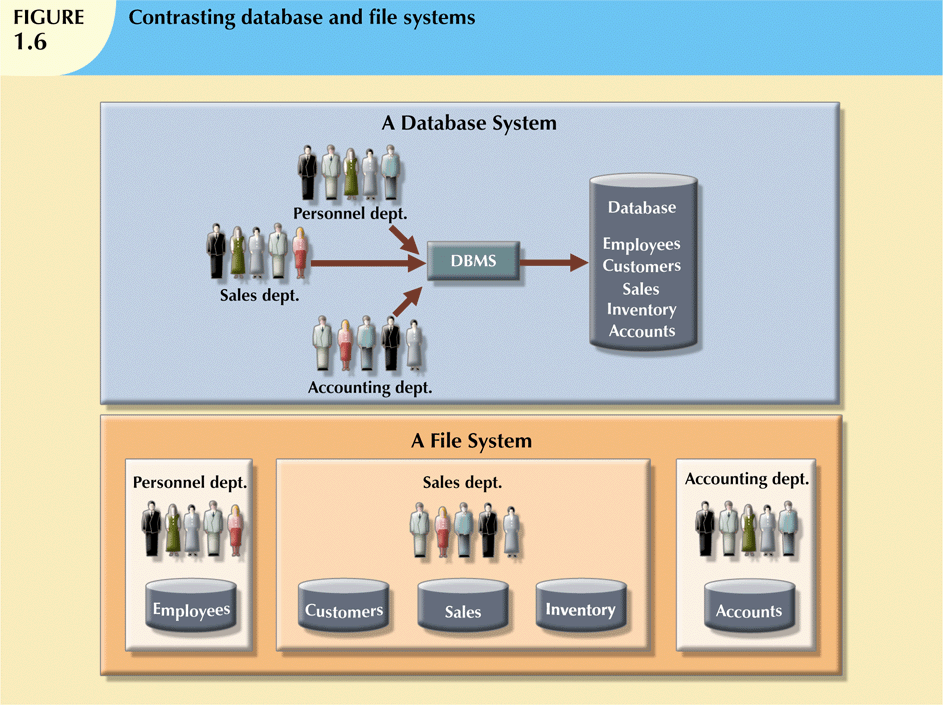 FIGURE
1.6
Contrasting database and file systems
A Database System
Personnel dept.
Sales dept.
Accounting dept.
DBMS
Database
Employees
Customers
Sales
Inventory
Accounts
A File System
Personnel dept.
Employees
Sales dept.
Customers
Sales
Inventory
Accounting dept.
Accounts